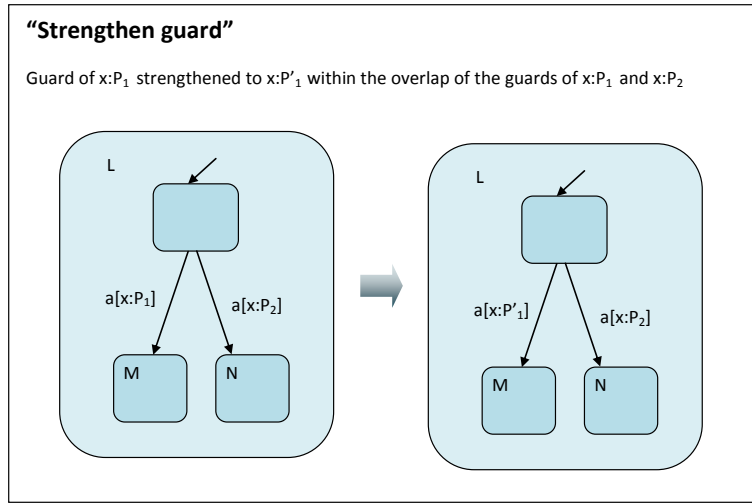 “Strengthen guard”
Guard of x:P₁ strengthened to x:P’₁ within the overlap of the guards of x:P₁ and x:P₂
L
a[x:P₁]
a[x:P₂]
M
N
L
a[x:P’₁]
a[x:P₂]
M
N